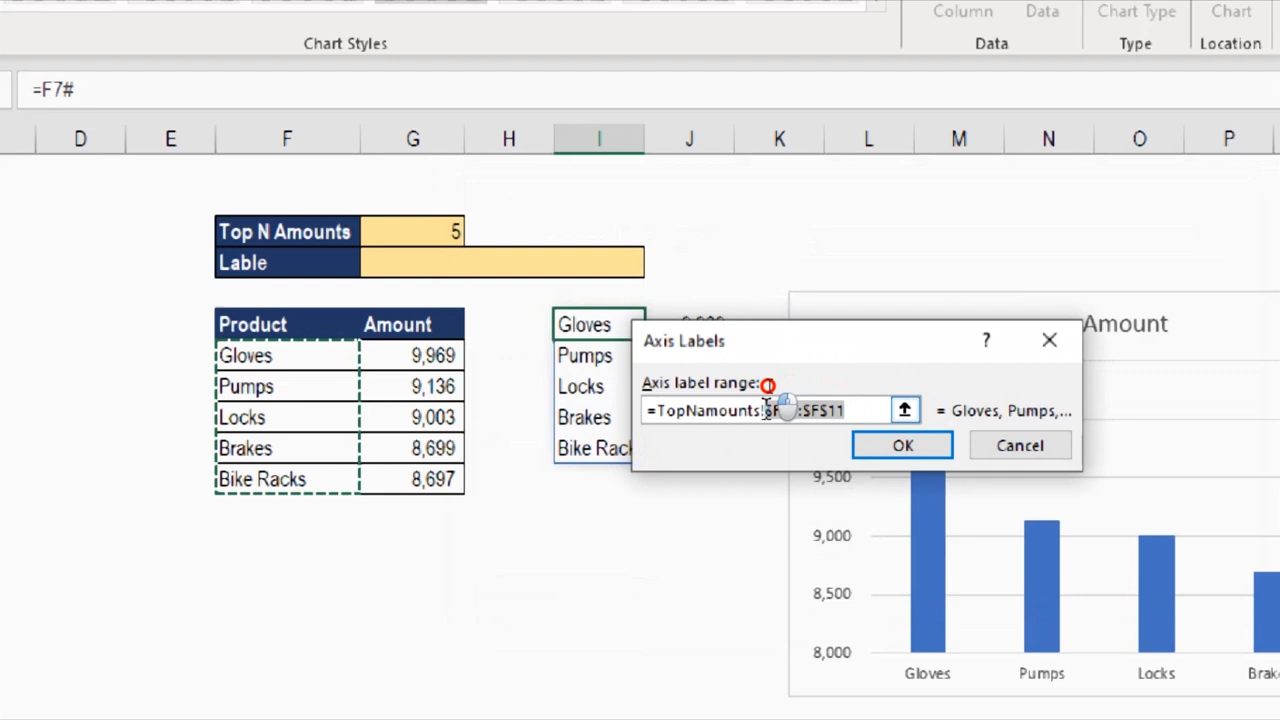 Column Data Chart Type Chart
Chart Styles Data Type Location
=F7#
D E F G H I J K L M N O P
Top N Amounts 5
Lable
Product Amount Gloves
Gloves 9,969 Pumps
Pumps 9,136 Locks
Locks 9,003 Brakes
Brakes 8,699 Bike Rack
Bike Racks 8,697
Axis Labels ?
Axis label range:
=TopNamounts! :$F$11 = Gloves, Pumps,...
OK Cancel
Amount
9,500
9,000
8,500
8,000
Gloves Pumps Locks Brak